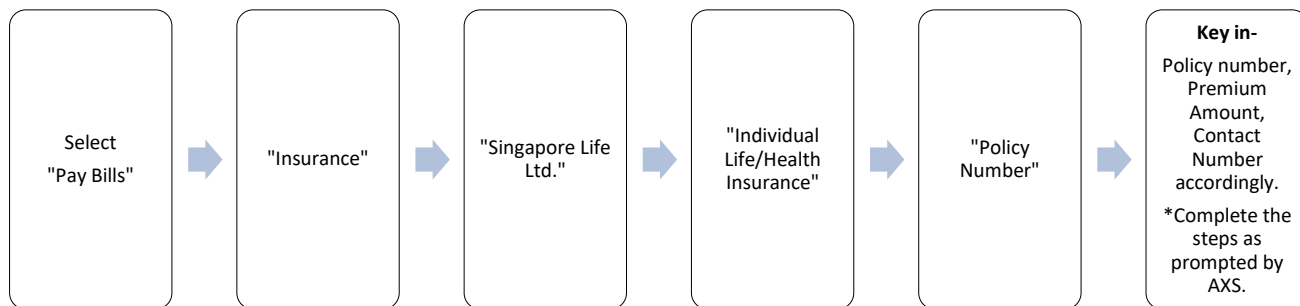 Select
"Pay Bills"
"Insurance"
"Singapore Life
Ltd."
"Individual
Life/Health
Insurance"
"Policy
Number"
Key in-
Policy number,
Premium
Amount,
Contact
Number
accordingly.
*Complete the
steps as
prompted by
AXS.